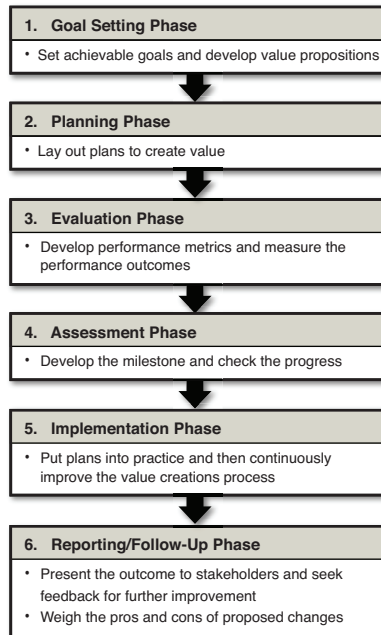 1. Goal Setting Phase
• Set achievable goals and develop value propositions
2. Planning Phase
• Lay out plans to create value
3. Evaluation Phase
• Develop performance metrics and measure the
performance outcomes
4. Assessment Phase
• Develop the milestone and check the progress
5. Implementation Phase
• Put plans into practice and then continuously
improve the value creations process
6. Reporting/Follow-Up Phase
• Present the outcome to stakeholders and seek
feedback for further improvement
• Weigh the pros and cons of proposed changes